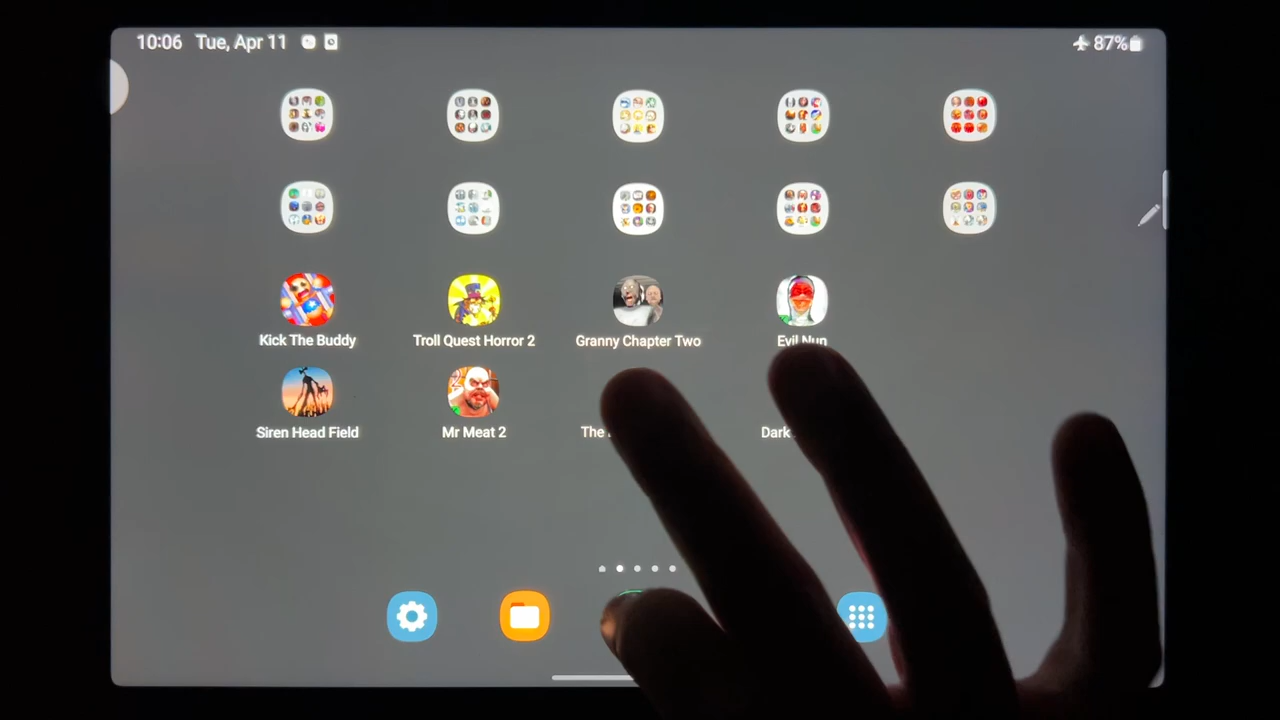 10:06 Tue, Apr 11
87%
Kick The Buddy
Troll Quest Horror 2
Granny Chapter Two
Evil Nun
Siren Head Field
Mr Meat 2
The
Dark